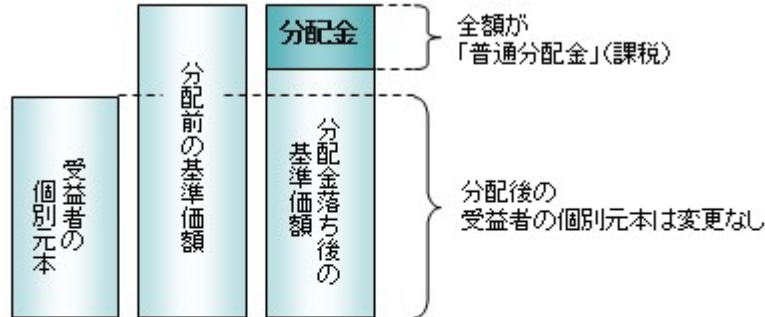 受益者の
個別元本
分配前の基準価額
分配金
分配金落ち後の
基準価額
全額が
「普通分配金」(課税)
分配後の
受益者の個別元本は変更なし